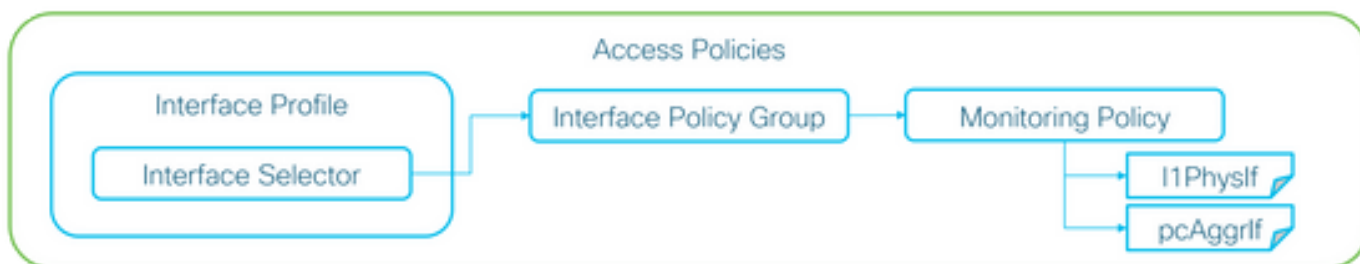 Access Policies
Interface Profile
Interface Selector
Interface Policy Group
Monitoring Policy
l1PhysIf
pcAggrIf